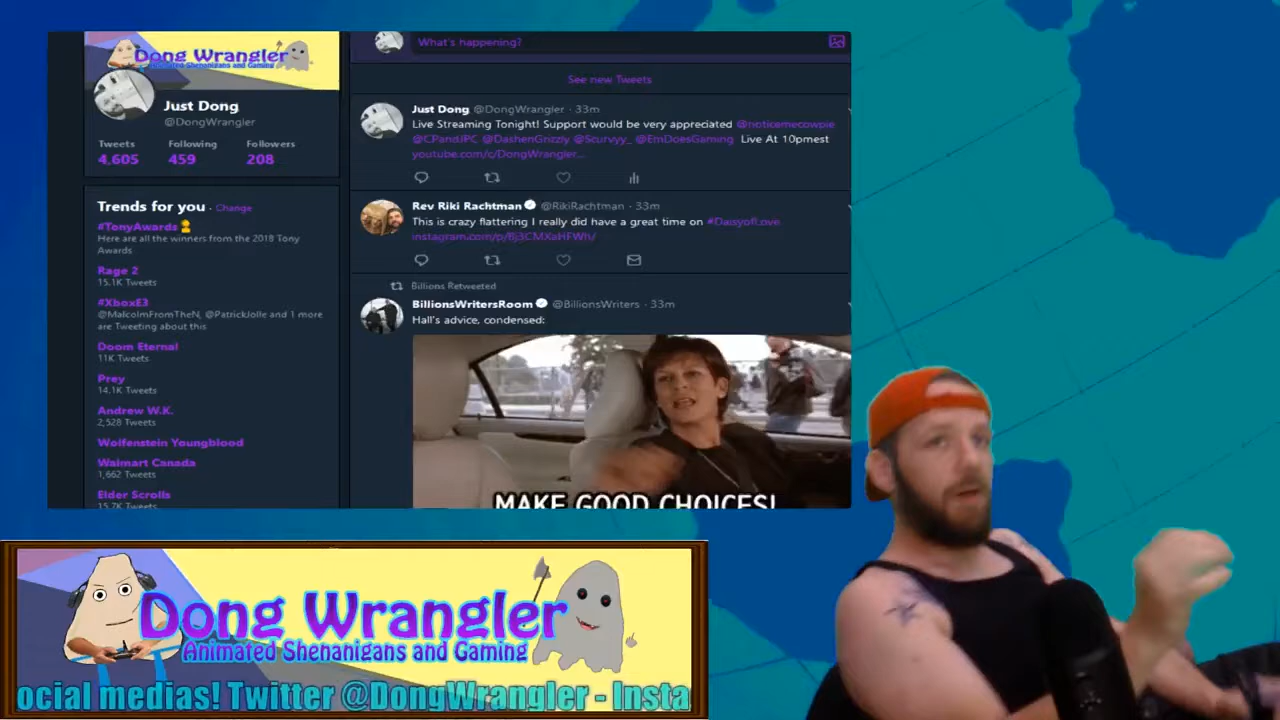 Dong Wrangler
Animated Shenanigans and Gaming
Just Dong
@DongWrangler
Tweets Following Followers
4,605 459 208
Trends for you · Change
#TonyAwards
Here are all the winners from the 2018 Tony
Awards
Rage 2
15.1K Tweets
#XboxE3
@MalcolmFromTheN, @PatrickJolle and 1 more
are Tweeting about this
Doom Eternal
11K Tweets
Prey
14.1K Tweets
Andrew W.K.
2,528 Tweets
Wolfenstein Youngblood
Walmart Canada
1,662 Tweets
Elder Scrolls
15.7K Tweets
What's happening?
See new Tweets
Just Dong @DongWrangler · 33m
Live Streaming Tonight! Support would be very appreciated @noticemecowpie
@CPandJPC @DashenGrizzly @Scurvyy_ @EmDoesGaming Live At 10pmest
youtube.com/c/DongWrangler...
Rev Riki Rachtman @RikiRachtman · 33m
This is crazy flattering I really did have a great time on #DaisyofLove
Billions Retweeted
BillionsWritersRoom @BillionsWriters · 33m
Hall's advice, condensed:
MAKE GOOD CHOICES!
Dong Wrangler
Animated Shenanigans and Gaming
ocial medias! Twitter @DongWrangler - Insta